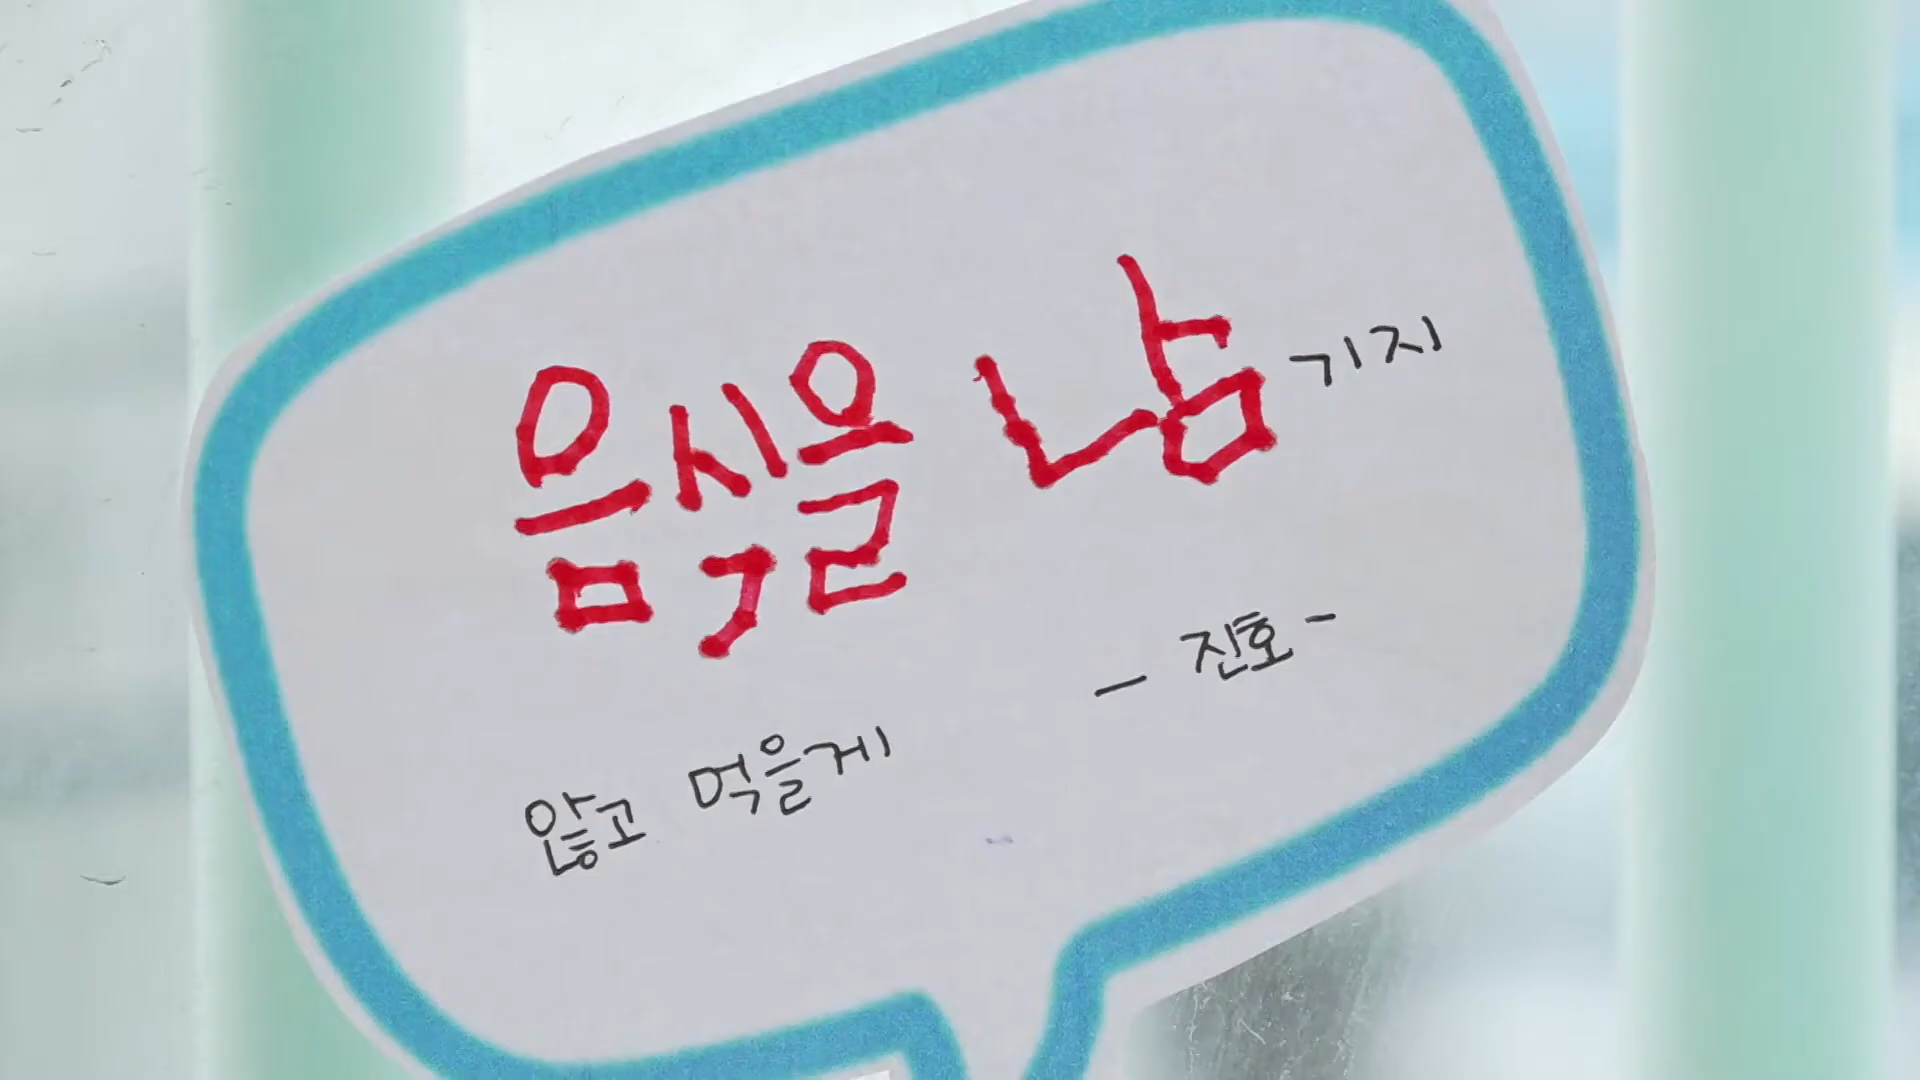 음식을 남기지
않고 먹을게
- 진호 -